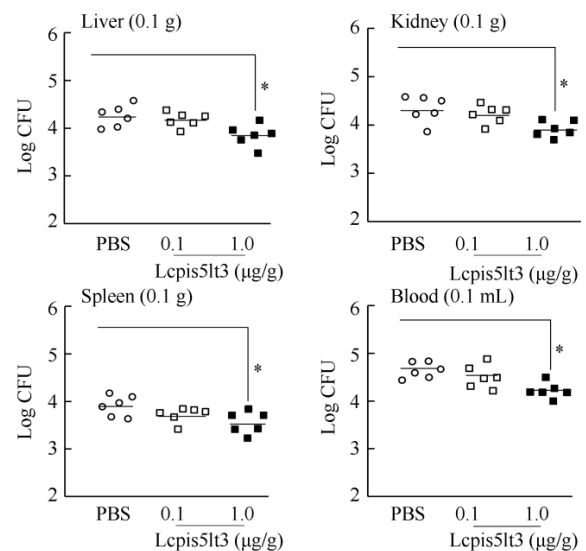 Liver (0.1 g)
Log CFU
6
5
4
3
2
*
PBS
0.1
1.0
Lcpis5lt3 (μg/g)
Kidney (0.1 g)
Log CFU
6
5
4
3
2
*
PBS
0.1
1.0
Lcpis5lt3 (μg/g)
Spleen (0.1 g)
Log CFU
6
5
4
3
2
*
PBS
0.1
1.0
Lcpis5lt3 (μg/g)
Blood (0.1 mL)
Log CFU
6
5
4
3
2
*
PBS
0.1
1.0
Lcpis5lt3 (μg/g)